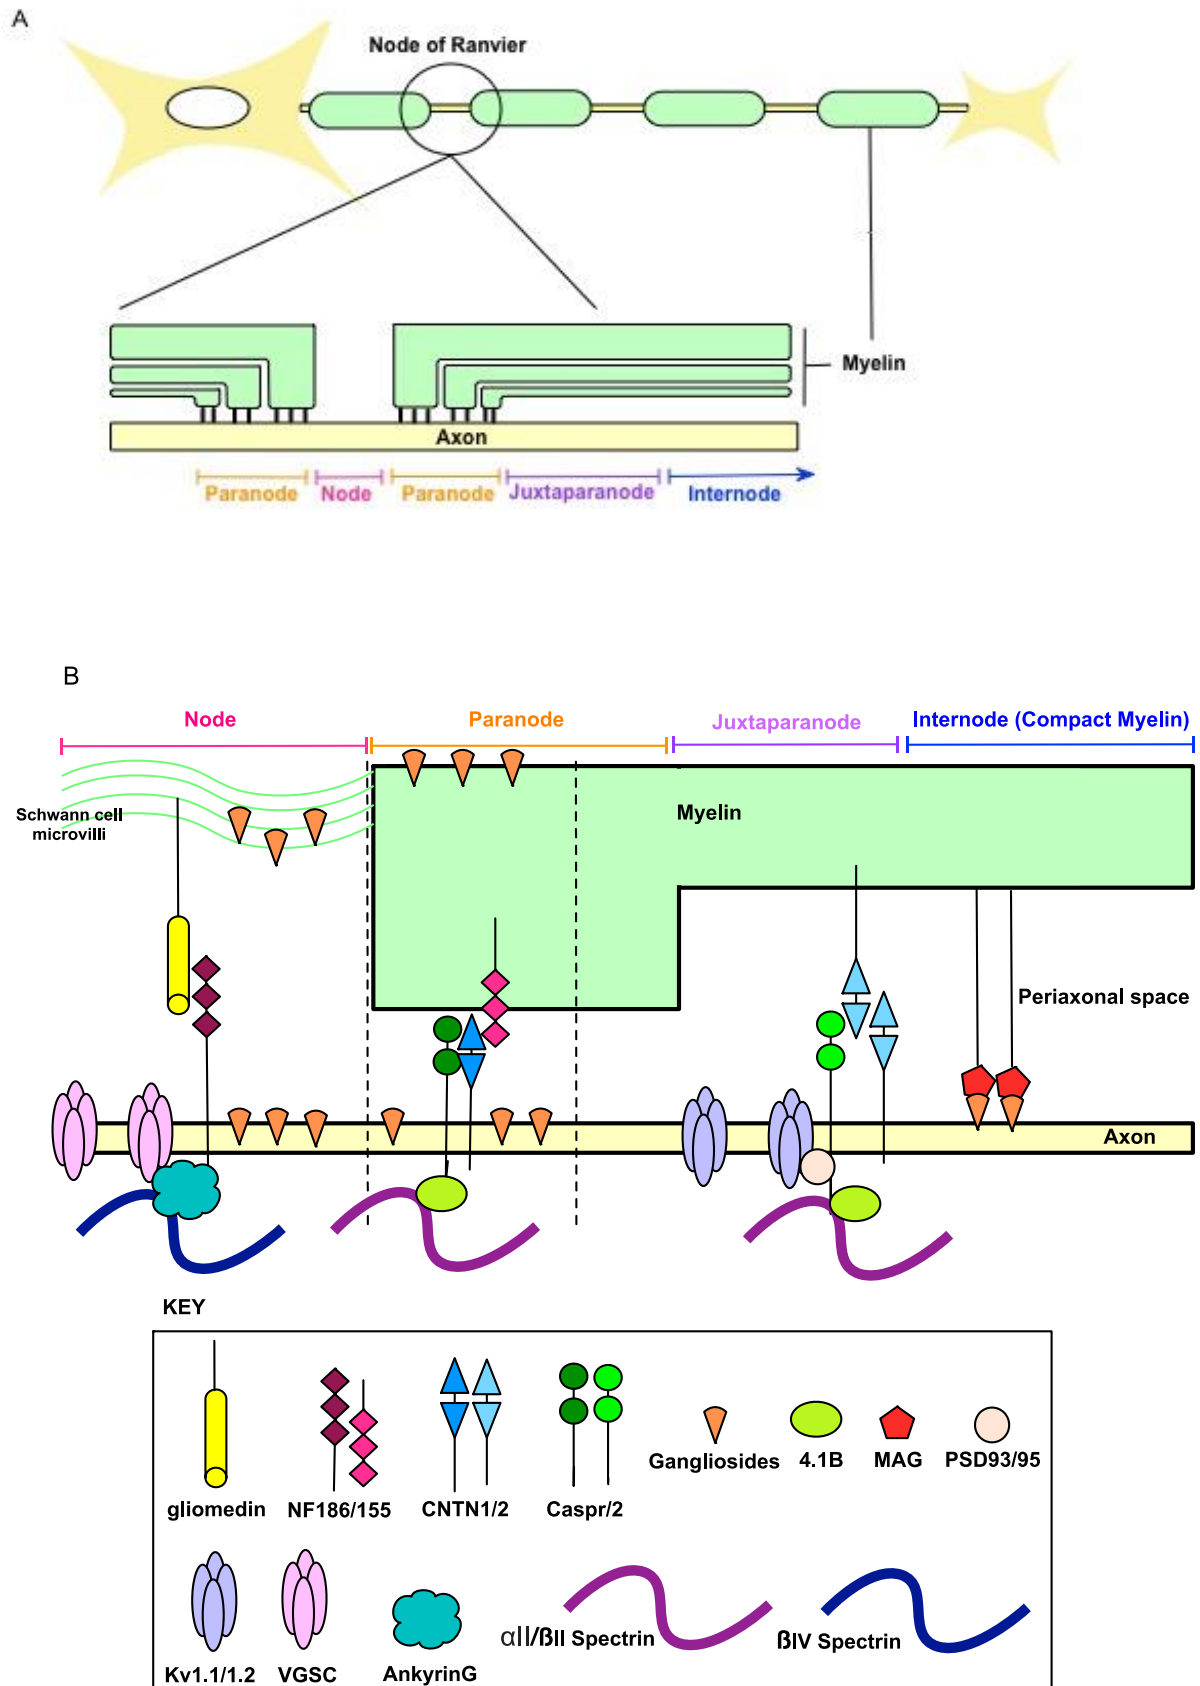 A
Node of Ranvier
Myelin
Axon
Paranode Node Paranode Juxtaparanode Internode
B
Node Paranode Juxtaparanode Internode (Compact Myelin)
Schwann cell
microvilli
Myelin
Periaxonal space
Axon
KEY
gliomedin NF186/155 CNTN1/2 Caspr/2 Gangliosides 4.1B MAG PSD93/95
Kv1.1/1.2 VGSC AnkyrinG αII/βII Spectrin βIV Spectrin